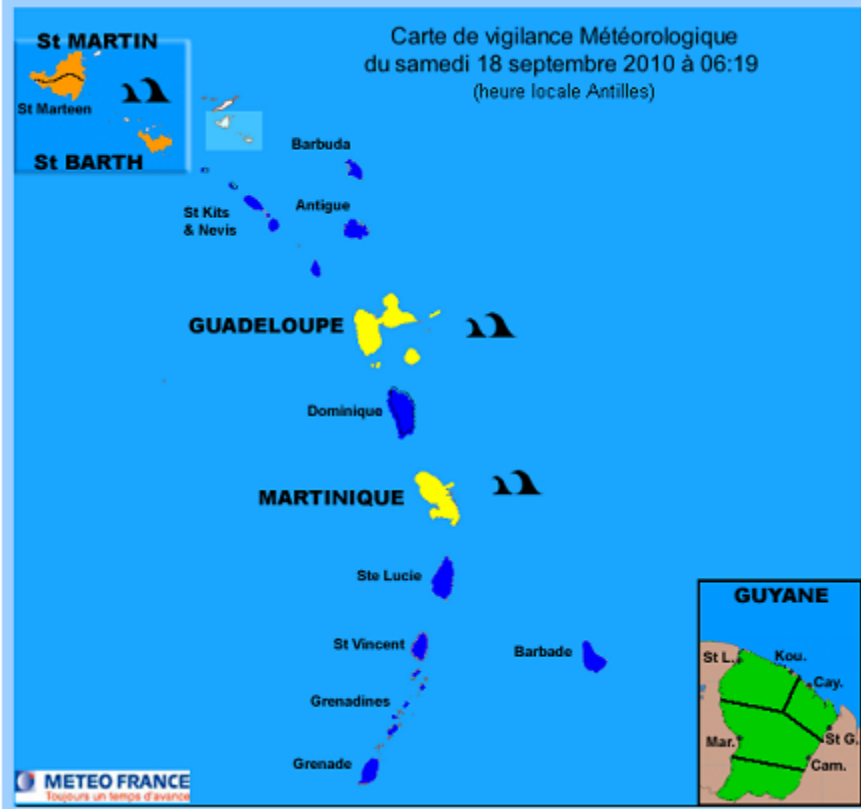 Carte de vigilance Météorologique
du samedi 18 septembre 2010 à 06:19
(heure locale Antilles)
St MARTIN
St Marteen
St BARTH
Barbuda
Antigue
St Kits
& Nevis
GUADELOUPE
Dominique
MARTINIQUE
Ste Lucie
St Vincent
Barbade
Grenadines
Grenade
GUYANE
St L.
Kou.
Cay.
St G.
Mar.
Cam.
METEO FRANCE
Toujours un temps d'avance